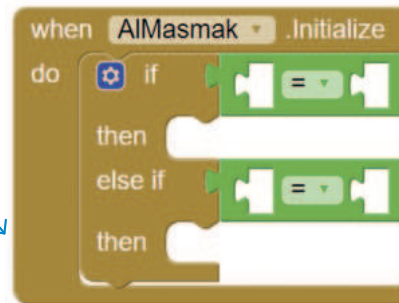 when AlMasmak .Initialize
do if =
then
else if =
then